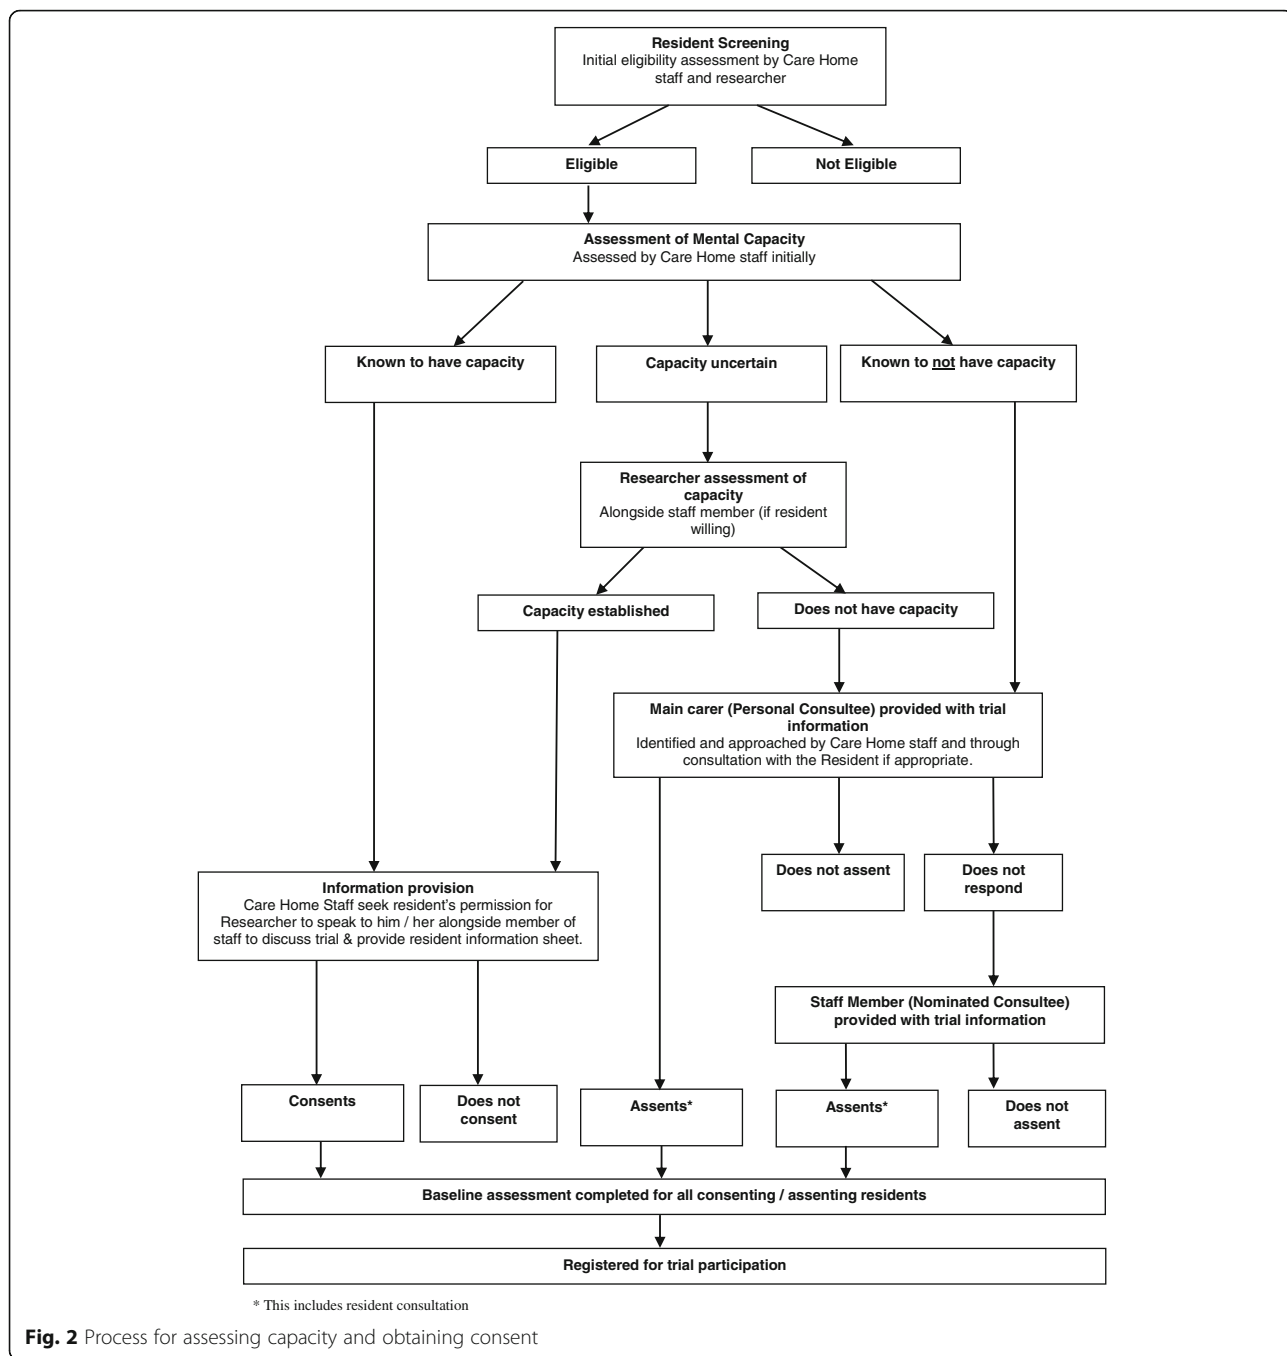 Resident Screening
Initial eligibility assessment by Care Home
staff and researcher
Eligible
Not Eligible
Assessment of Mental Capacity
Assessed by Care Home staff initially
Known to have capacity
Capacity uncertain
Known to not have capacity
Researcher assessment of
capacity
Alongside staff member (if resident
willing)
Capacity established
Does not have capacity
Main carer (Personal Consultee) provided with trial
information
Identified and approached by Care Home staff and through
consultation with the Resident if appropriate.
Does not assent
Does not
respond
Information provision
Care Home Staff seek resident's permission for
Researcher to speak to him / her alongside member of
staff to discuss trial & provide resident information sheet.
Staff Member (Nominated Consultee)
provided with trial information
Consents
Does not
consent
Assents*
Assents*
Does not
assent
Baseline assessment completed for all consenting / assenting residents
Registered for trial participation
* This includes resident consultation
Fig. 2 Process for assessing capacity and obtaining consent